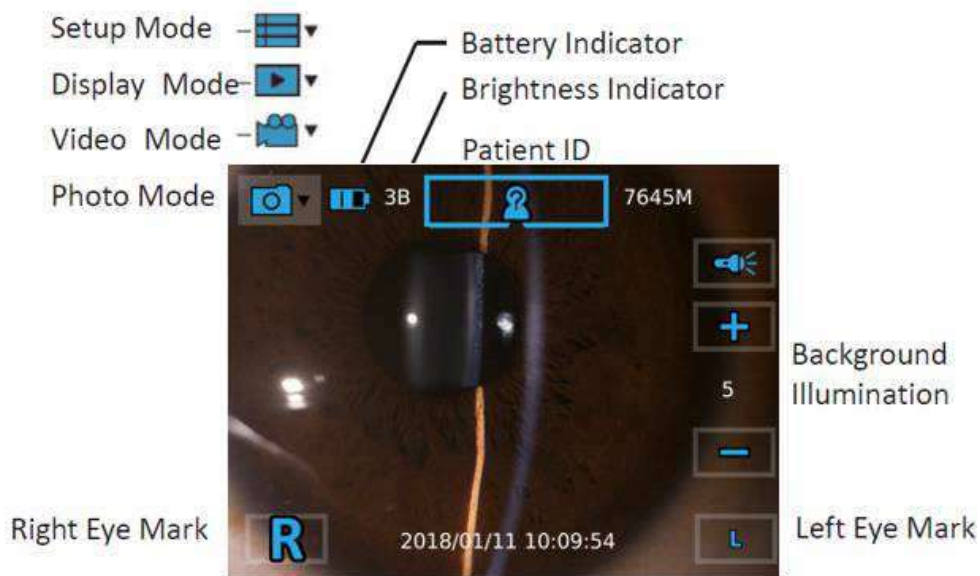 Setup Mode
Display Mode
Video Mode
Photo Mode
Battery Indicator
Brightness Indicator
Patient ID
3B
7645M
5
Background
Illumination
Right Eye Mark
R
2018/01/11 10:09:54
L
Left Eye Mark